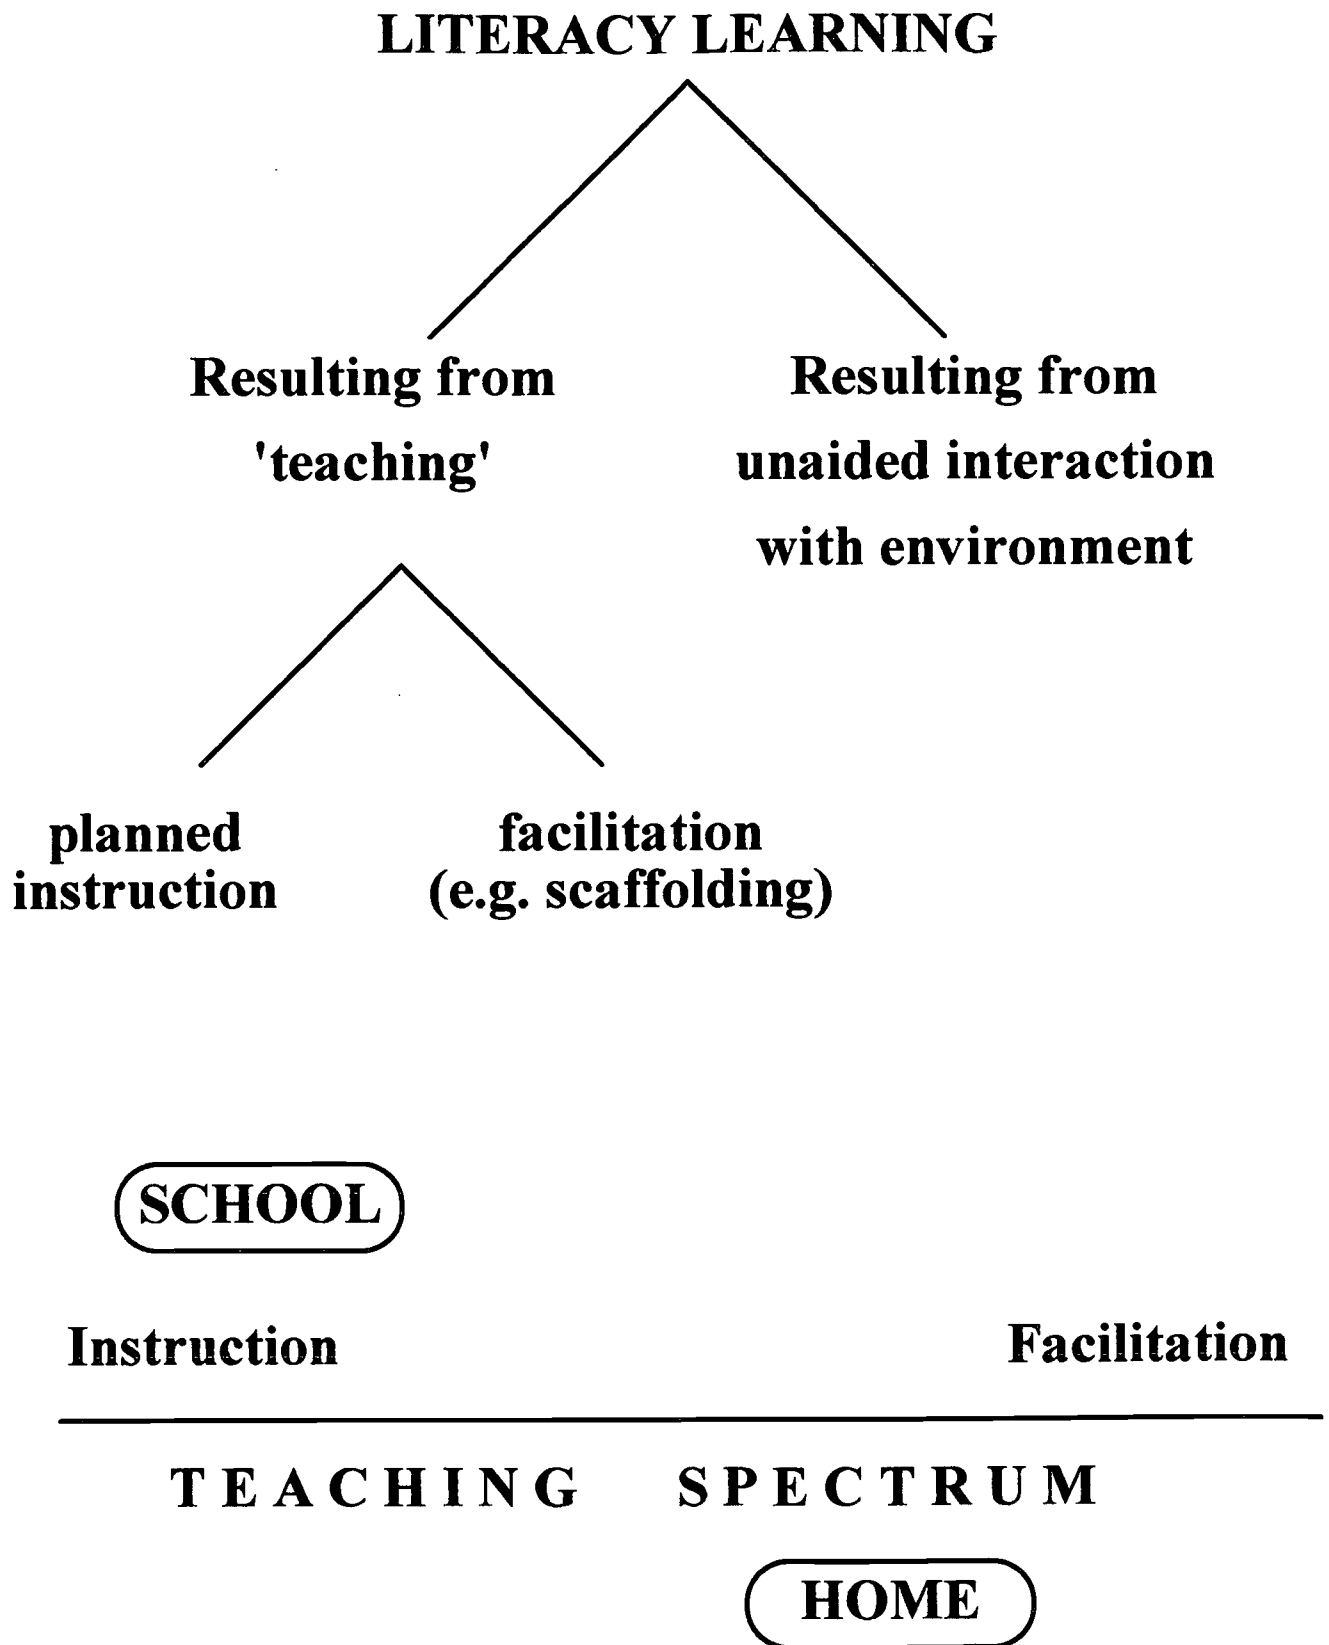 LITERACY LEARNING
Resulting from
'teaching'
Resulting from
unaided interaction
with environment
planned
instruction
facilitation
(e.g. scaffolding)
SCHOOL
Instruction
Facilitation
TEACHING SPECTRUM
HOME